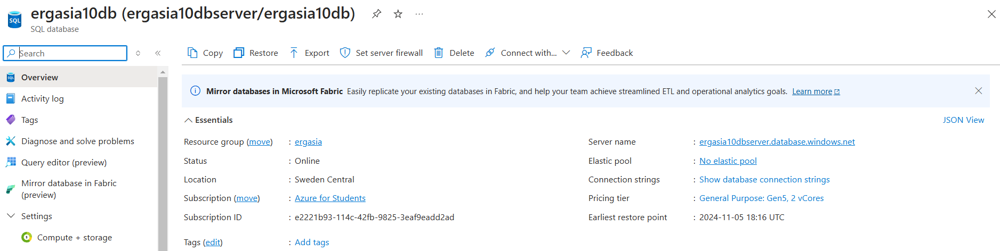 ergasia10db (ergasia10dbserver/ergasia10db)
SQL
SQL database
Search
Copy
Restore
Export
Set server firewall
Delete
Connect with...
Feedback
Overview
Activity log
Tags
Diagnose and solve problems
Query editor (preview)
Mirror database in Fabric
(preview)
Settings
Compute + storage
Mirror databases in Microsoft Fabric Easily replicate your existing databases in Fabric, and help your team achieve streamlined ETL and operational analytics goals. Learn more
Essentials
JSON View
Resource group (move) : ergasia
Status : Online
Location : Sweden Central
Subscription (move) : Azure for Students
Subscription ID : e2221b93-114c-42fb-9825-3eaf9eadd2ad
Tags (edit) : Add tags
Server name : ergasia10dbserver.database.windows.net
Elastic pool : No elastic pool
Connection strings : Show database connection strings
Pricing tier : General Purpose: Gen5, 2 vCores
Earliest restore point : 2024-11-05 18:16 UTC